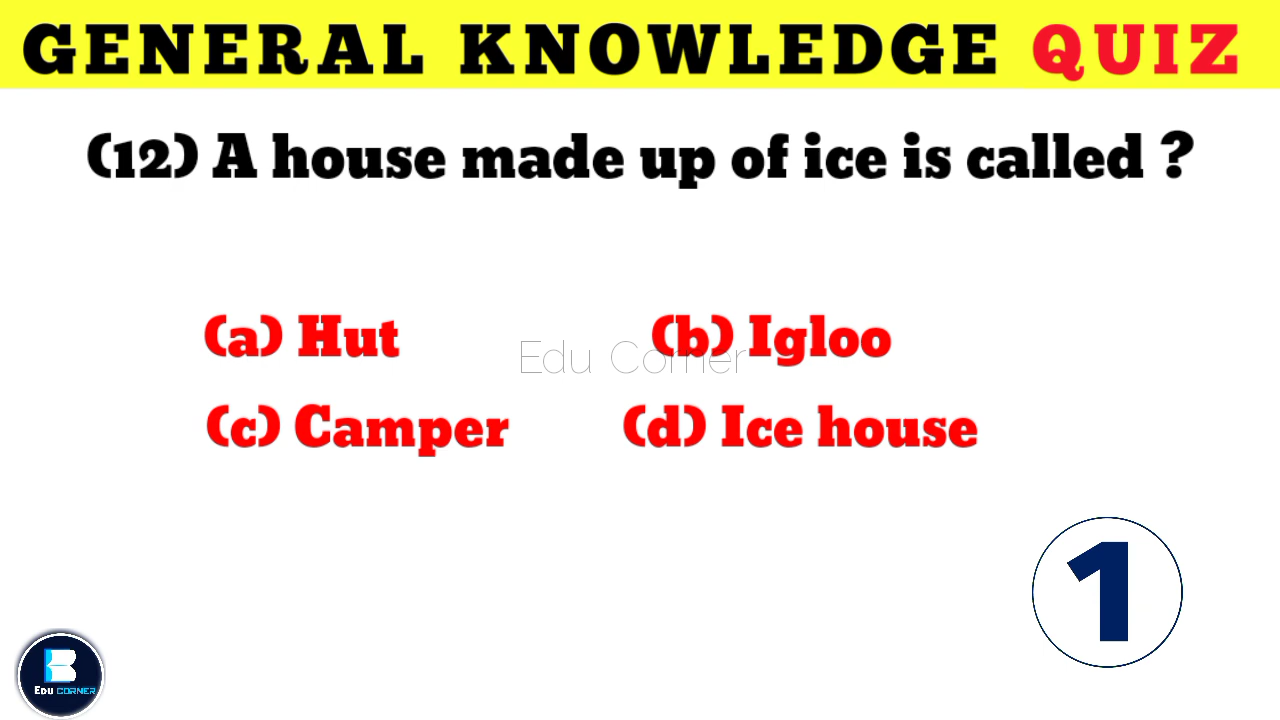 GENERAL KNOWLEDGE QUIZ
(12) A house made up of ice is called ?
(a) Hut (b) Igloo
Edu Corner
(c) Camper (d) Ice house
1
EDU CORNER